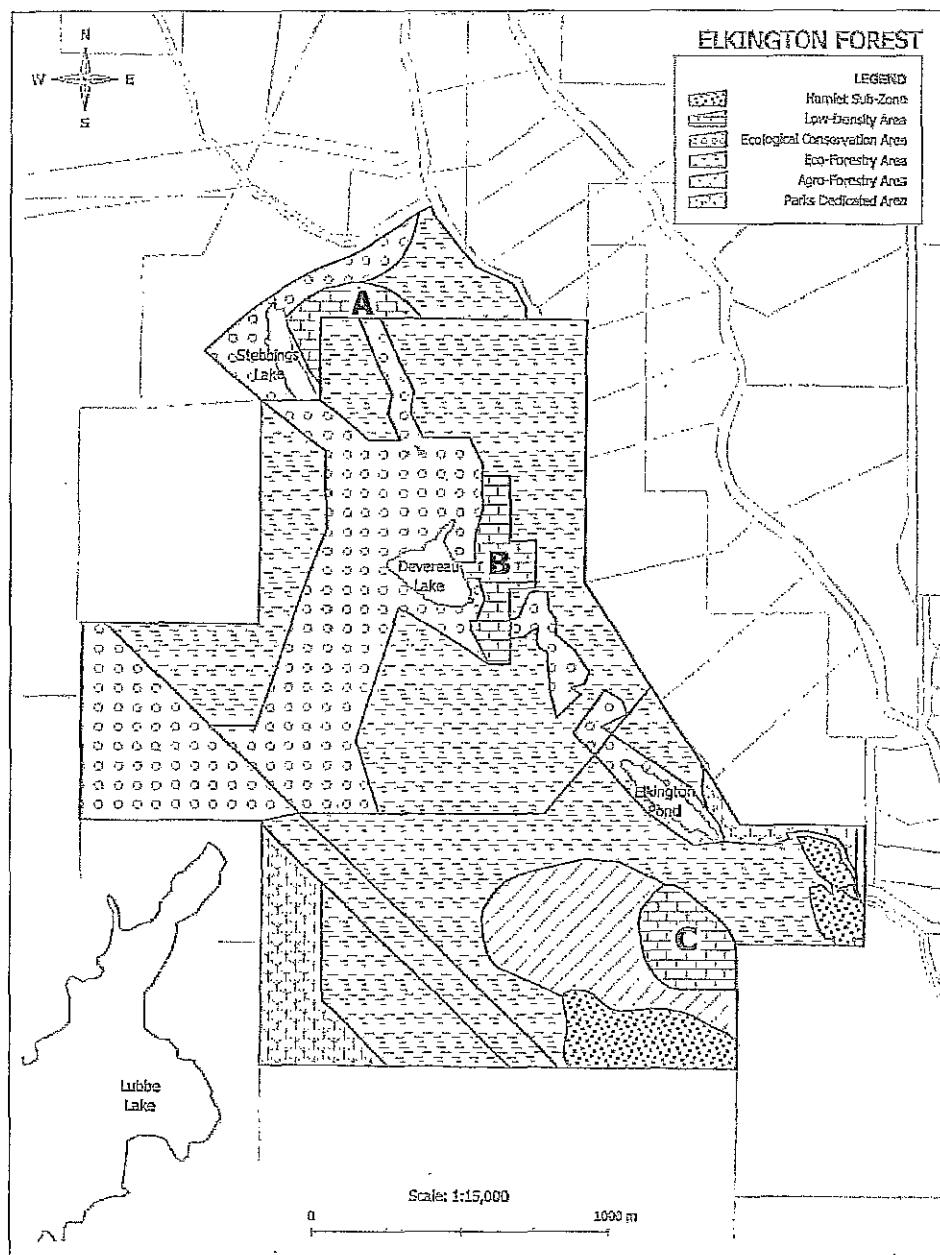 ELKINGTON FOREST
N
W E
S
LEGEND
Hamlet Sub-Zone
Low-Density Area
Ecological Conservation Area
Eco-Forestry Area
Agro-Forestry Area
Parks Dedicated Area
A
Stebbings
Lake
B
Devereau
Lake
Elkington
Pond
C
Lubbe
Lake
Scale: 1:15,000
0 1000 m